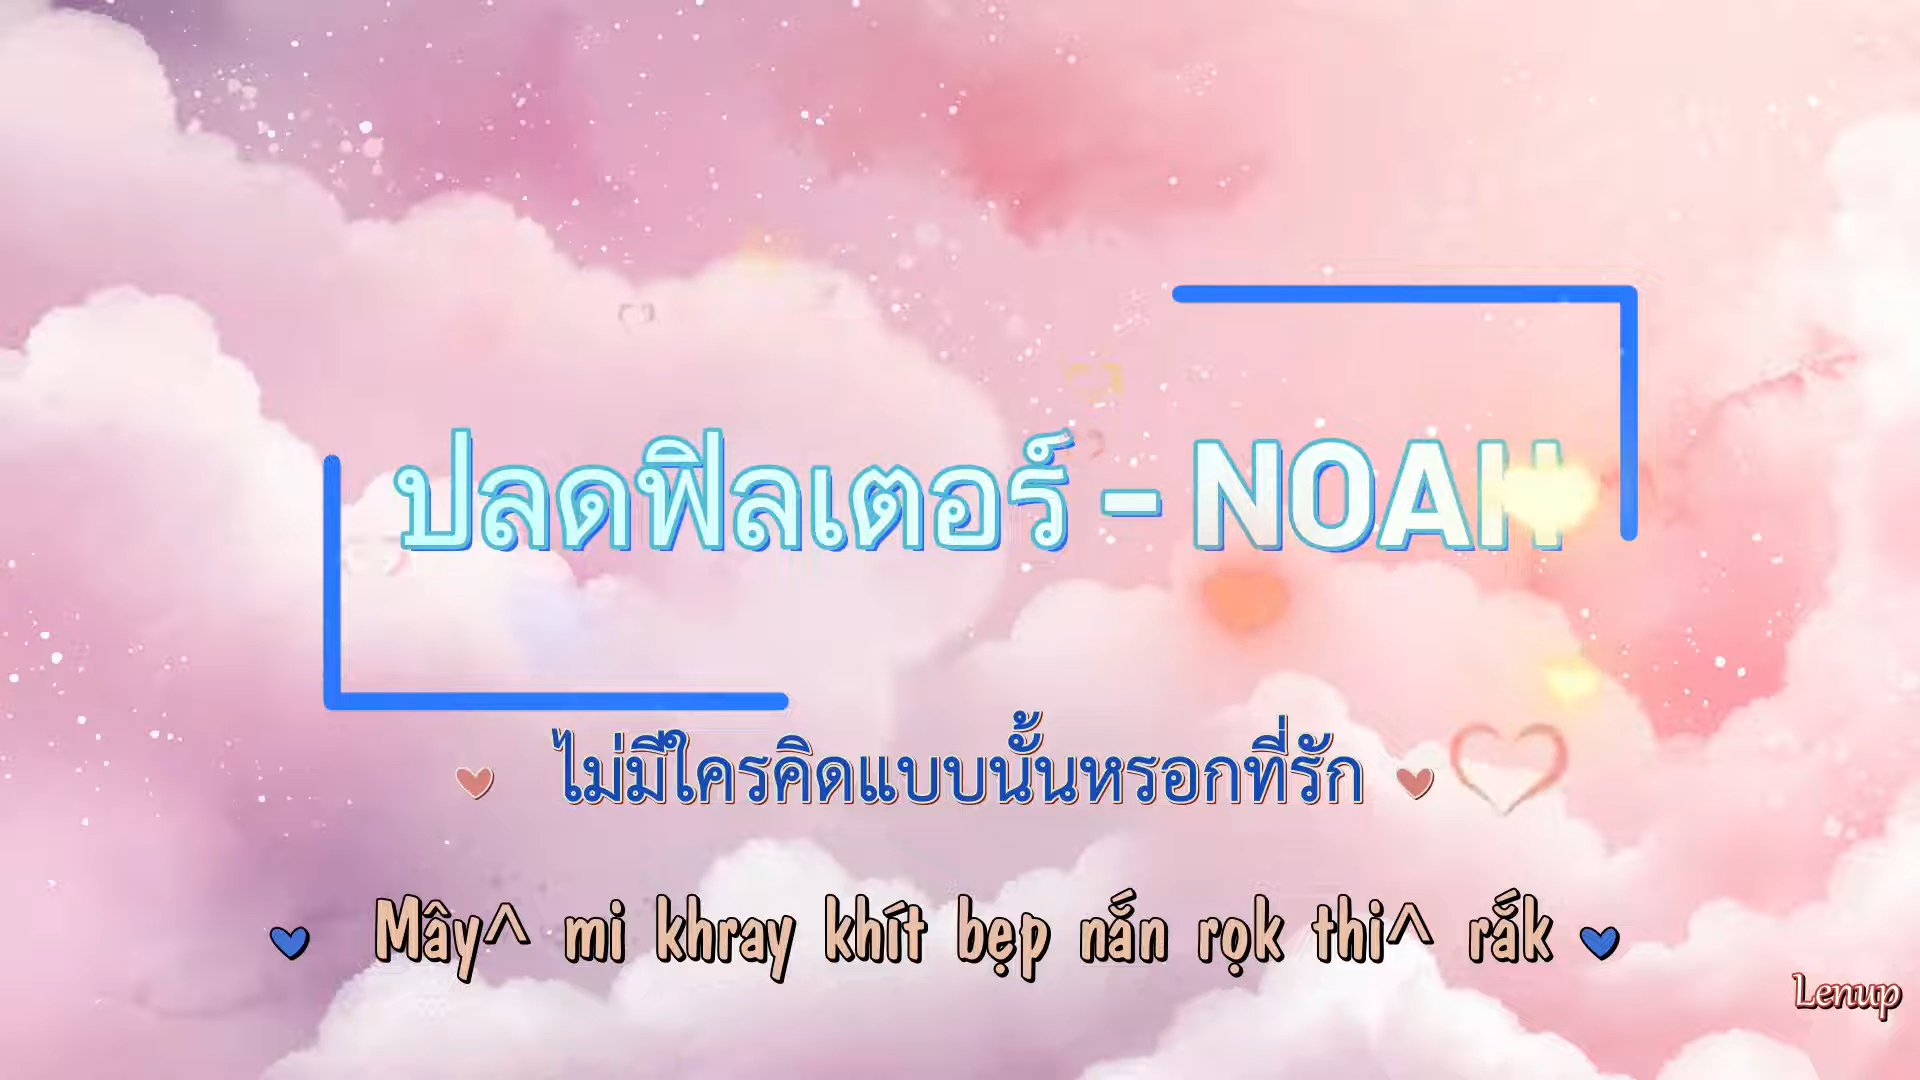 ปลดฟิลเตอร์ - NOAH
ไม่มีใครคิดแบบนั้นหรอกที่รัก
Mây^ mi khray khít bẹp nắn rọk thi^ rắk
Lenup